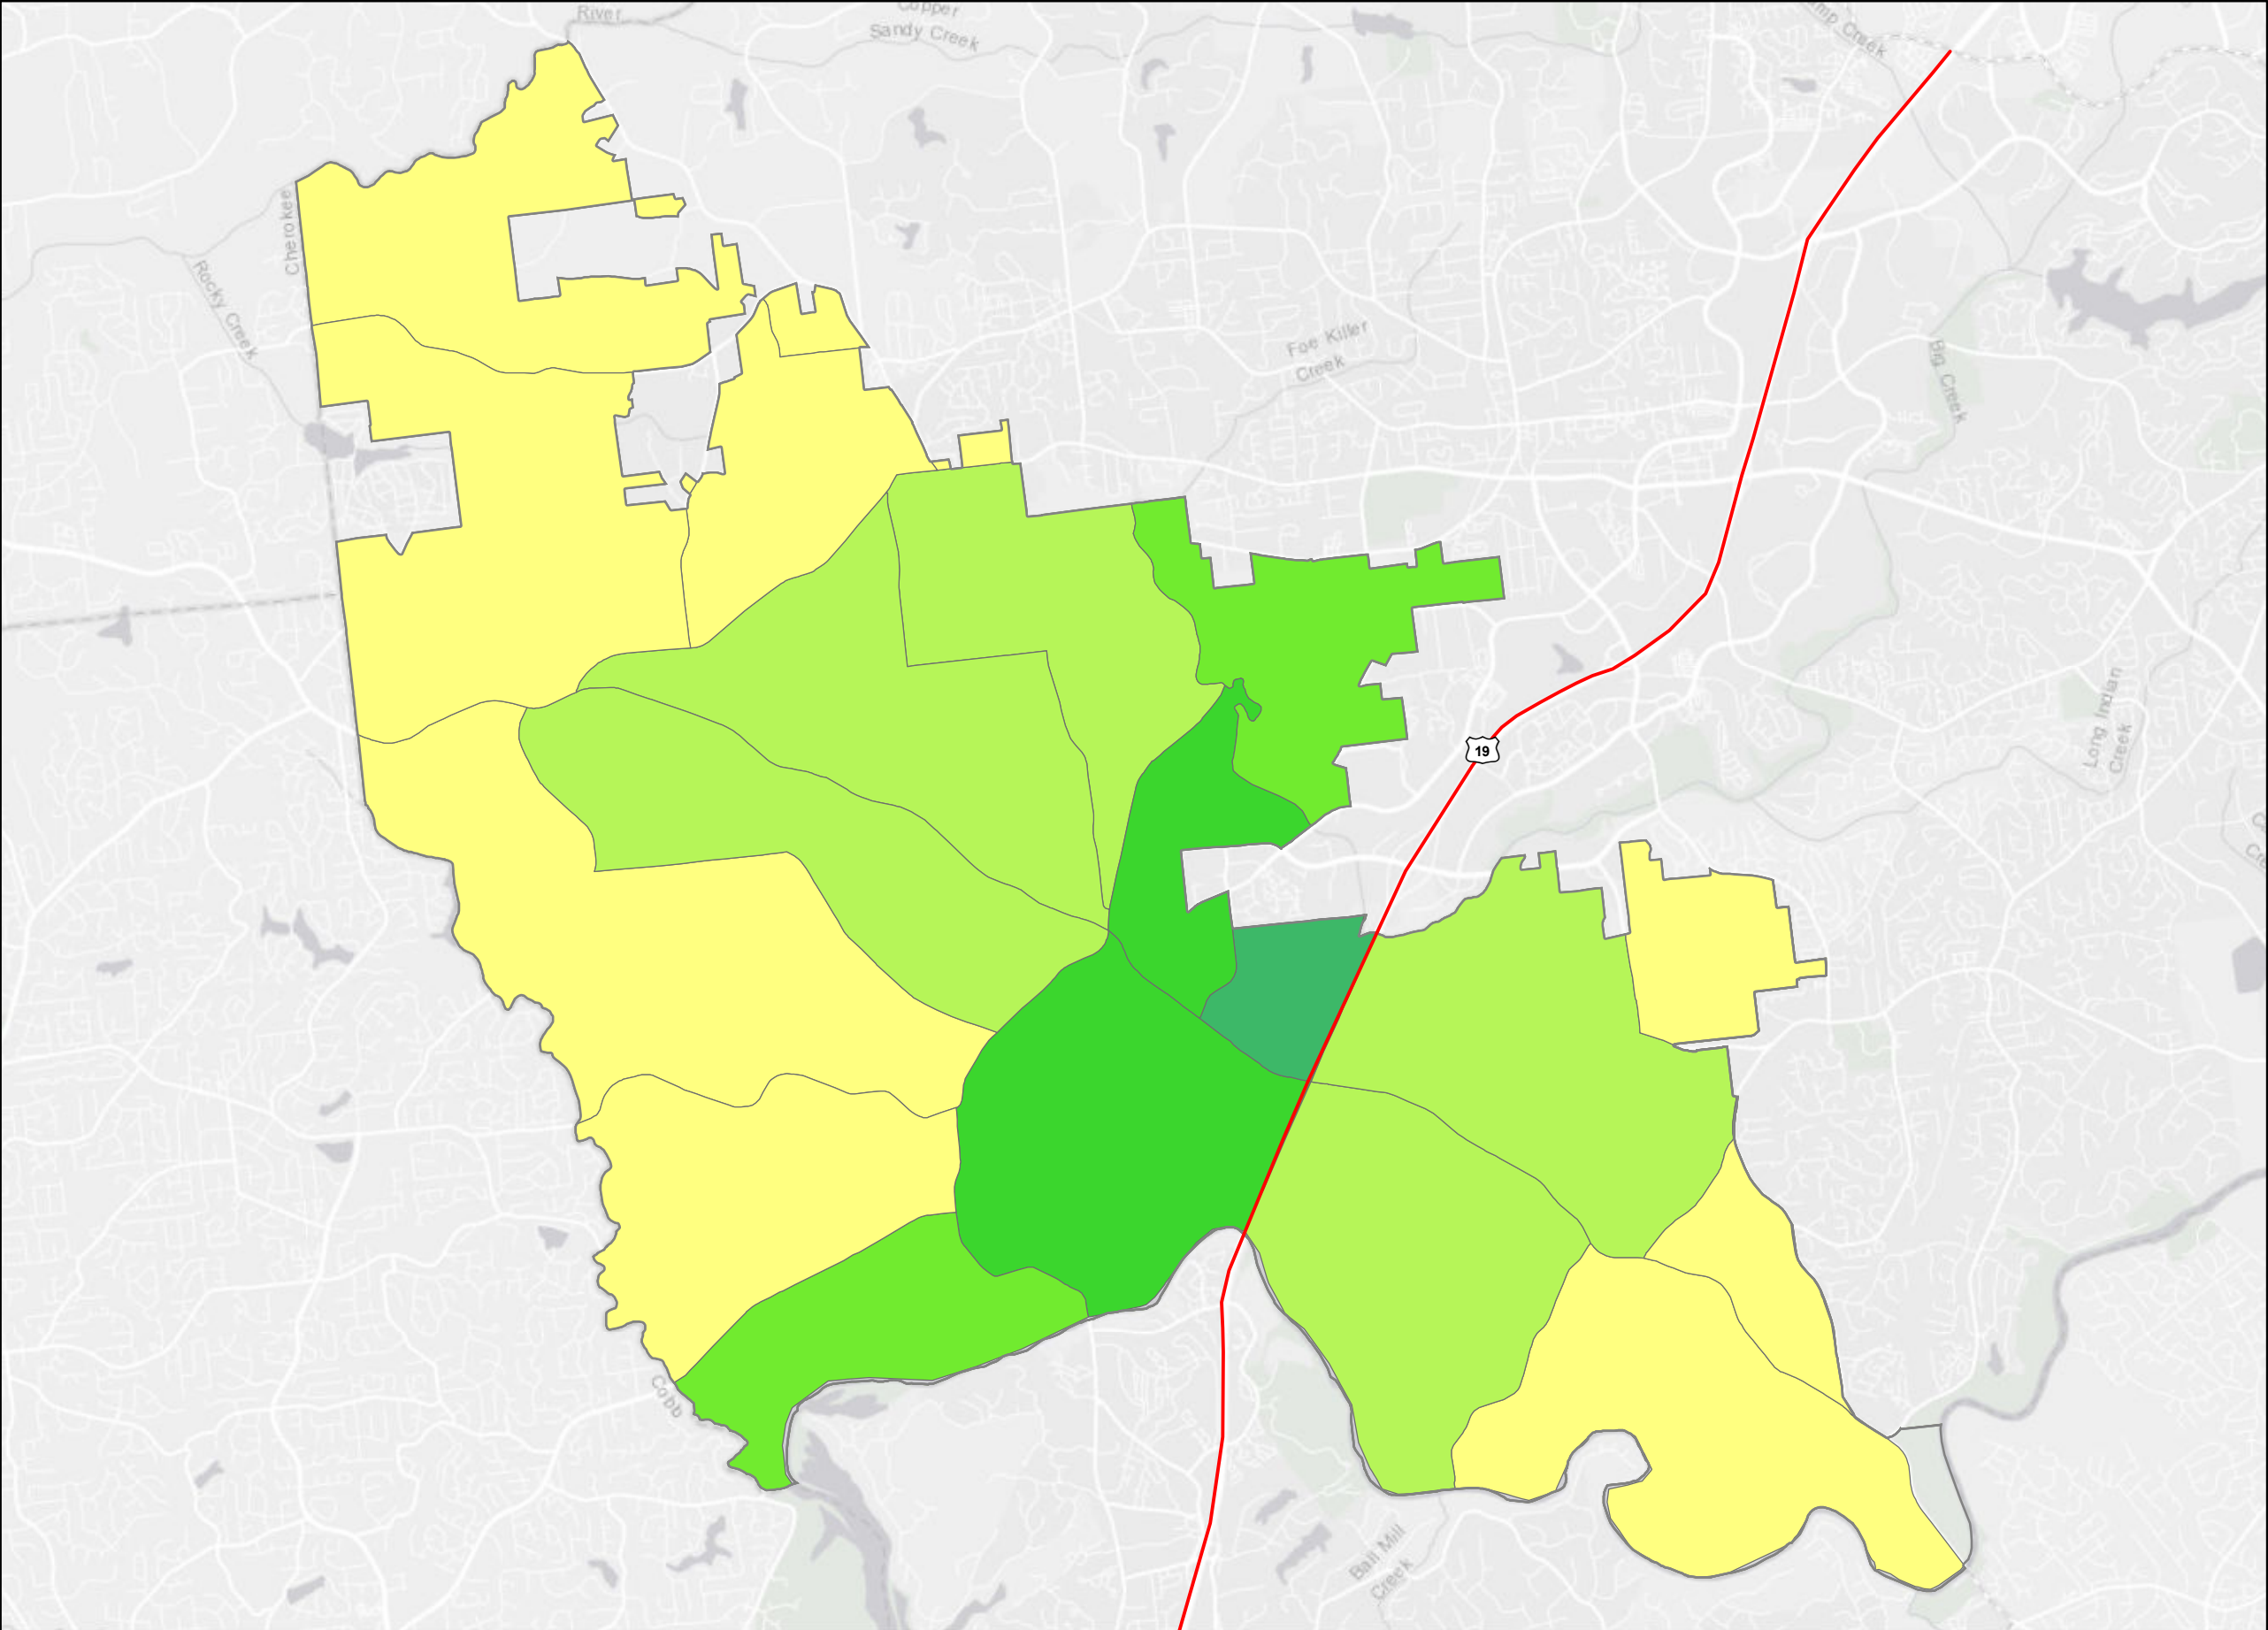 River
Copper
Sandy Creek
Camp Creek
Cherokee
Rocky Creek
Foe Killer
Creek
Big Creek
Long Indian
Creek
19
Cobb
Ball Mill
Creek